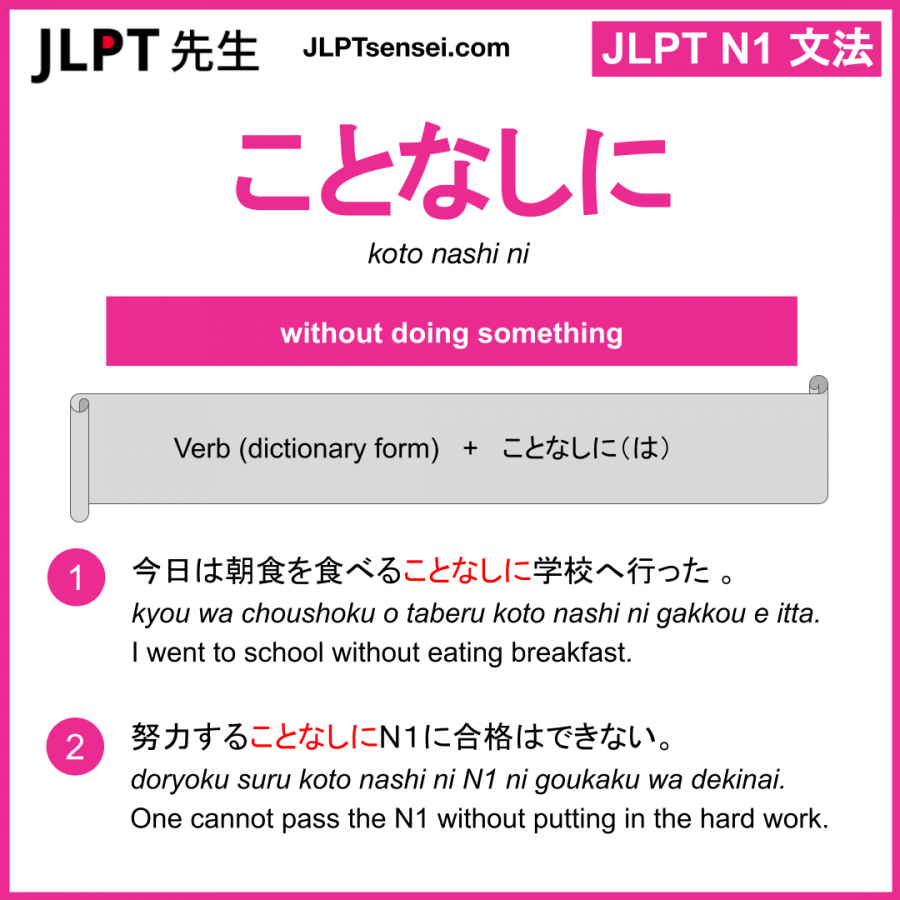 JLPT 先生
JLPTsensei.com
JLPT N1 文法
ことなしに
koto nashi ni
without doing something
Verb (dictionary form) + ことなしに（は）
1
今日は朝食を食べることなしに学校へ行った 。
kyou wa choushoku o taberu koto nashi ni gakkou e itta.
I went to school without eating breakfast.
2
努力することなしにN１に合格はできない。
doryoku suru koto nashi ni N1 ni goukaku wa dekinai.
One cannot pass the N1 without putting in the hard work.